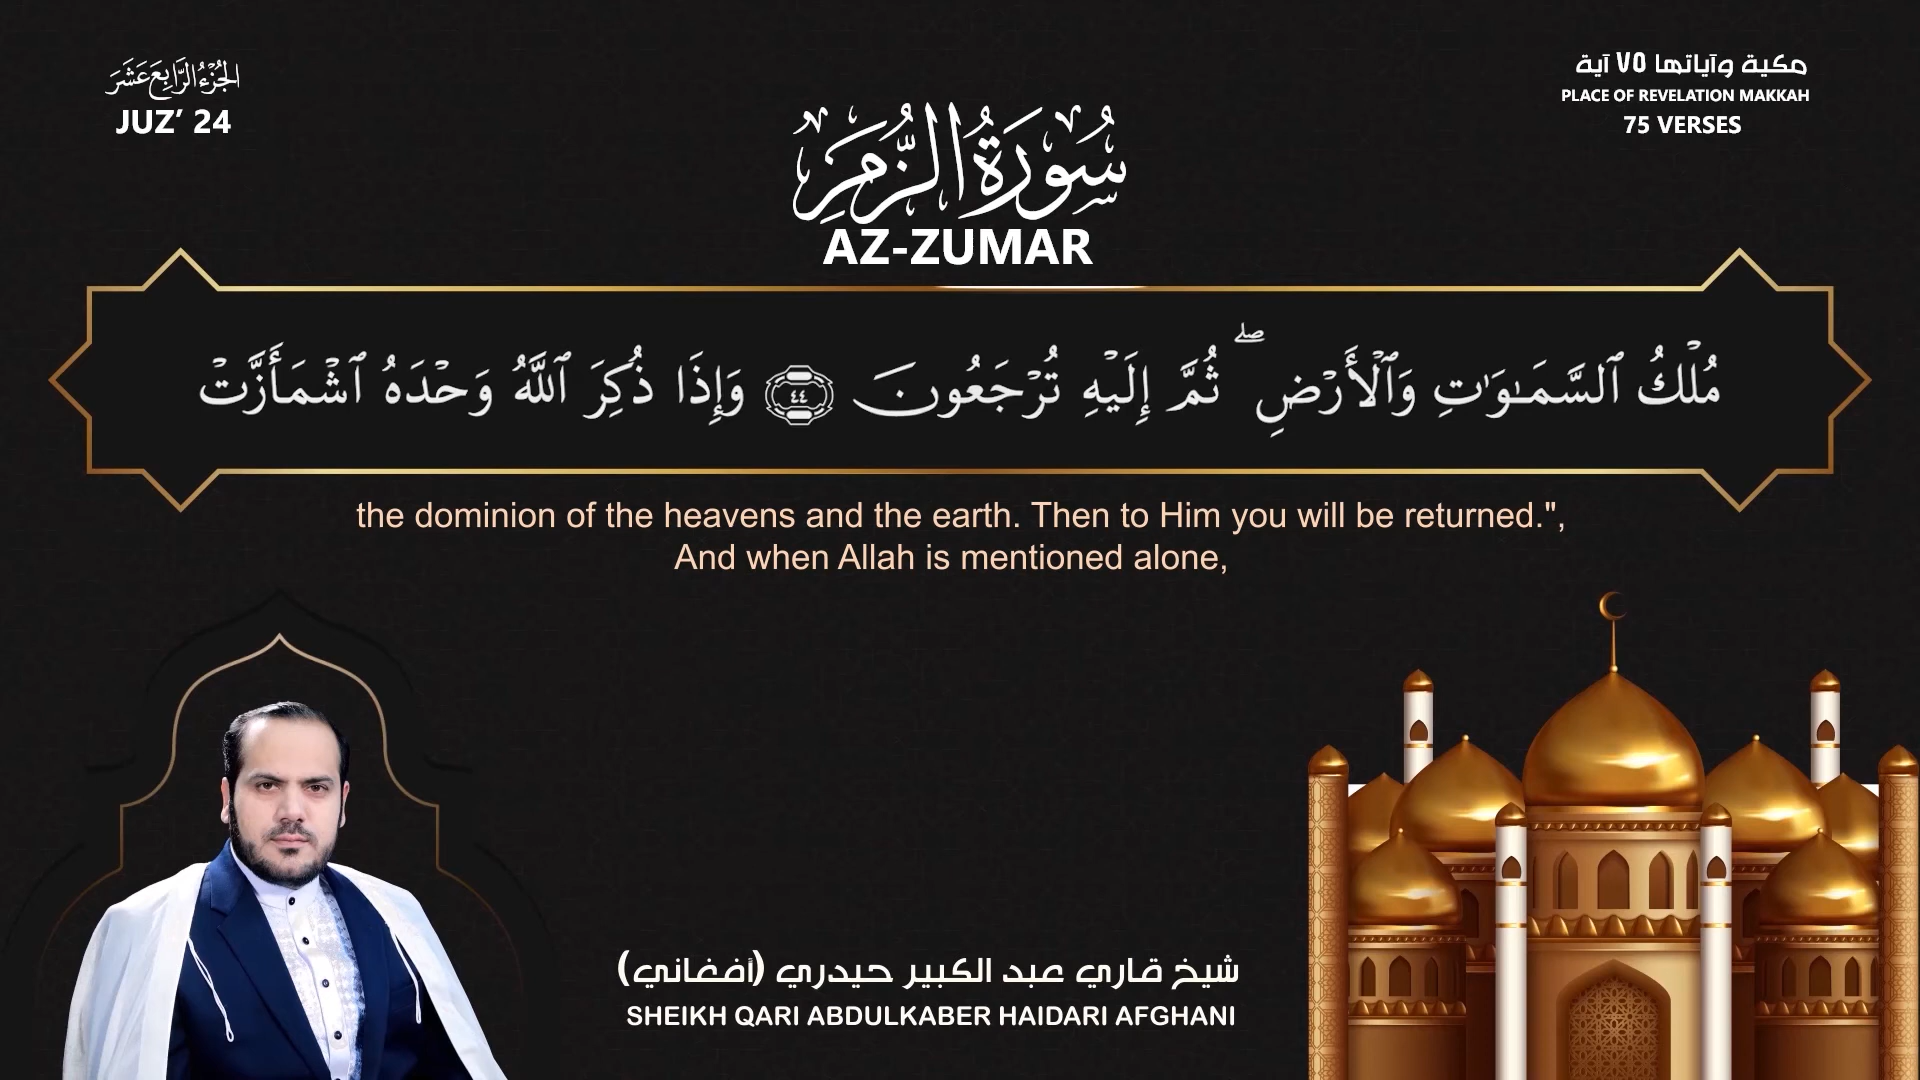 الجُزْءُ الرَّابِعَ عَشَرَ
JUZ’ 24
مكية وآياتها ٧٥ آية
PLACE OF REVELATION MAKKAH
75 VERSES
سُورَةُ الزُّمَرِ
AZ-ZUMAR
مُلْكُ ٱلسَّمَـٰوَٰتِ وَٱلْأَرْضِ ۖ ثُمَّ إِلَيْهِ تُرْجَعُونَ ٤٤ وَإِذَا ذُكِرَ ٱللَّهُ وَحْدَهُ ٱشْمَأَزَّتْ
the dominion of the heavens and the earth. Then to Him you will be returned.",
And when Allah is mentioned alone,
شيخ قاري عبد الكبير حيدري (أفغاني)
SHEIKH QARI ABDULKABER HAIDARI AFGHANI